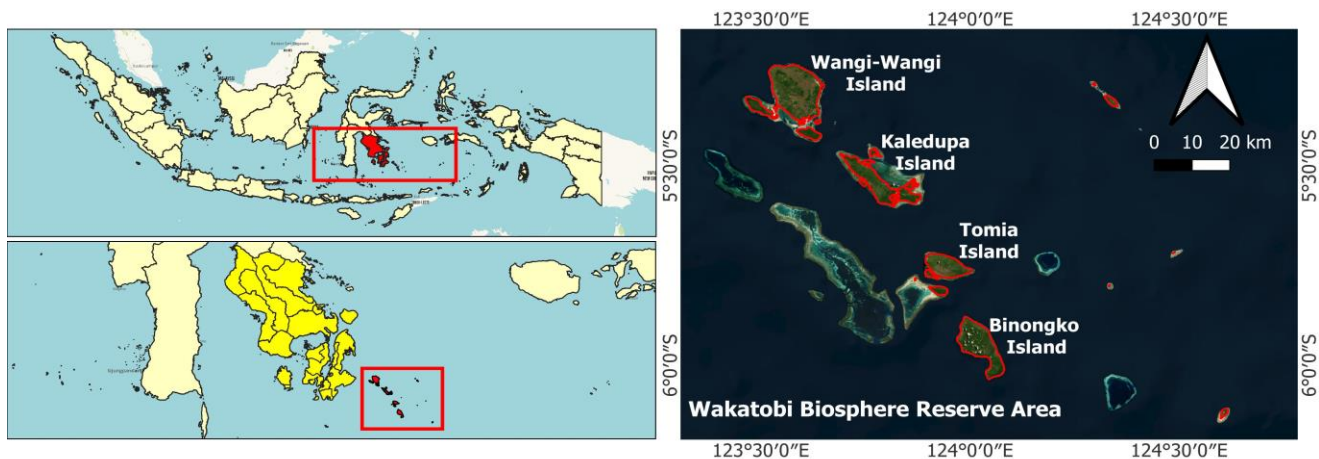 123°30′0″E
124°0′0″E
124°30′0″E
Wangi-Wangi
Island
Kaledupa
Island
0 10 20 km
5°30′0″S
5°30′0″S
Tomia
Island
Binongko
Island
6°0′0″S
6°0′0″S
Wakatobi Biosphere Reserve Area
123°30′0″E
124°0′0″E
124°30′0″E